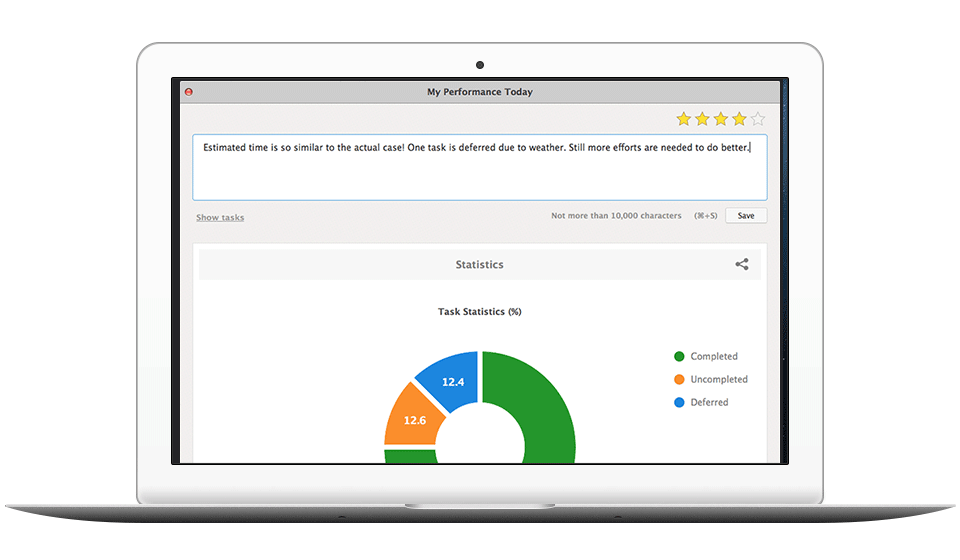 My Performance Today
Estimated time is so similar to the actual case! One task is deferred due to weather. Still more efforts are needed to do better.
Show tasks
Not more than 10,000 characters (⌘+S) Save
Statistics
Task Statistics (%)
Completed
Uncompleted
Deferred
12.4
12.6